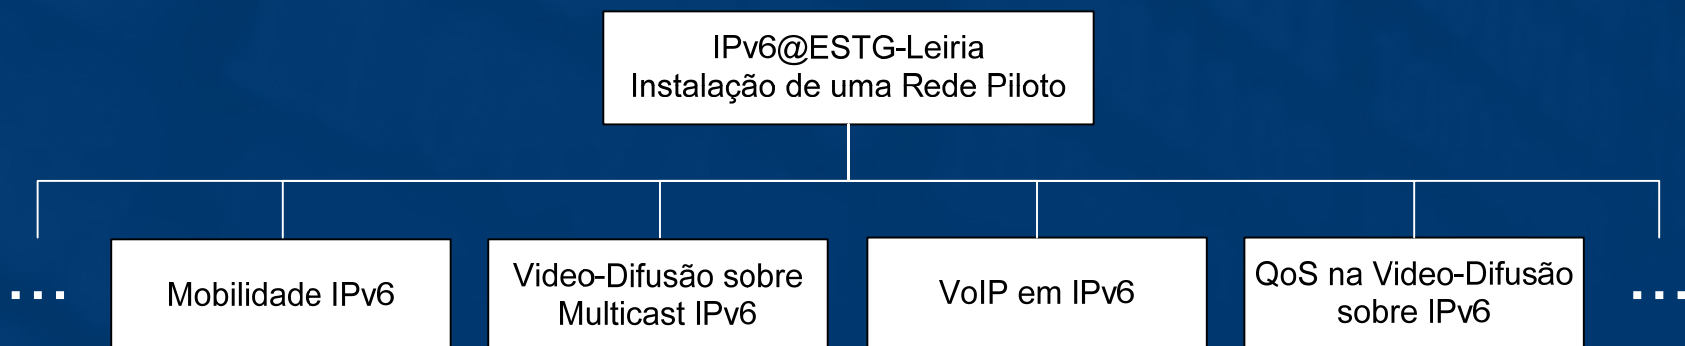 IPv6@ESTG-Leiria
Instalação de uma Rede Piloto
...
Mobilidade IPv6
Video-Difusão sobre
Multicast IPv6
VoIP em IPv6
QoS na Video-Difusão
sobre IPv6
...